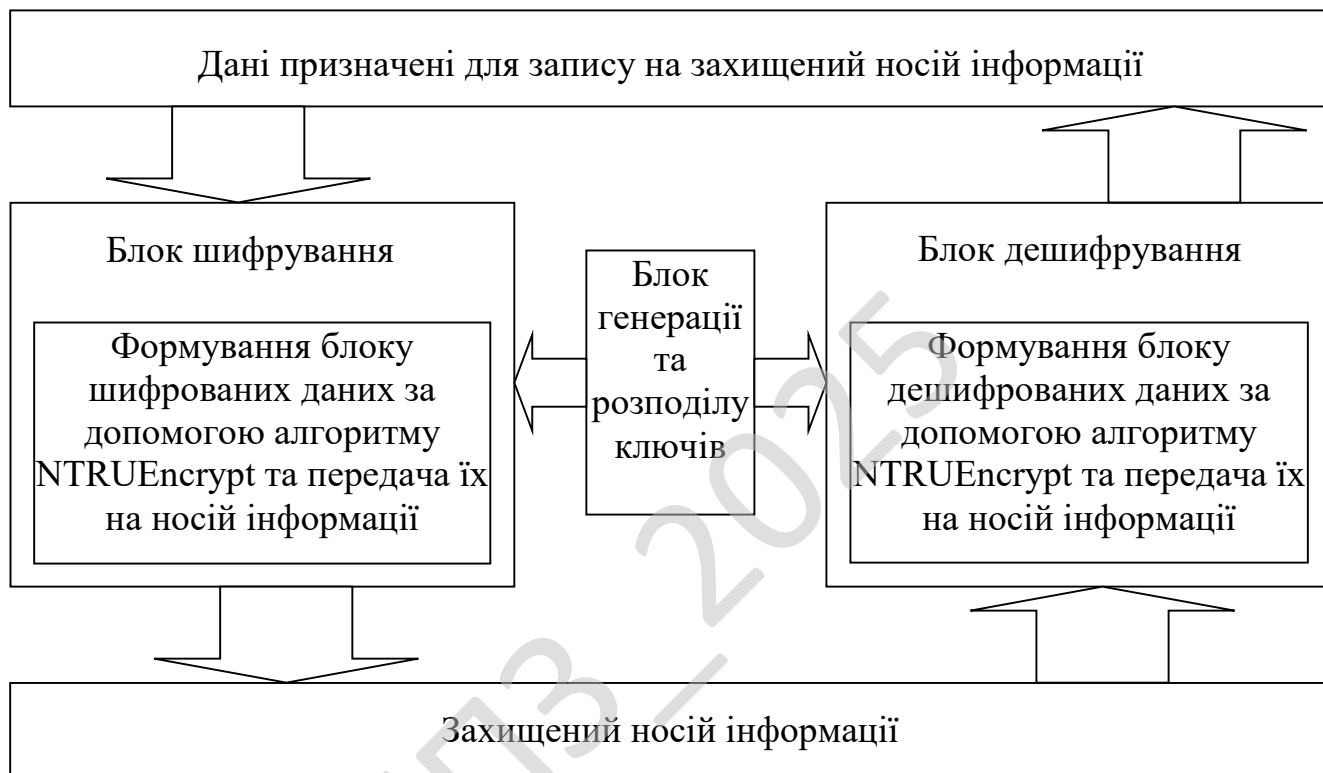 Дані призначені для запису на захищений носій інформації
Блок шифрування
Формування блоку
шифрованих даних за
допомогою алгоритму
NTRUEncrypt та передача їх
на носій інформації
Блок
генерації
та
розподілу
ключів
Блок дешифрування
Формування блоку
дешифрованих даних за
допомогою алгоритму
NTRUEncrypt та передача їх
на носій інформації
Захищений носій інформації
ПЗ_2025